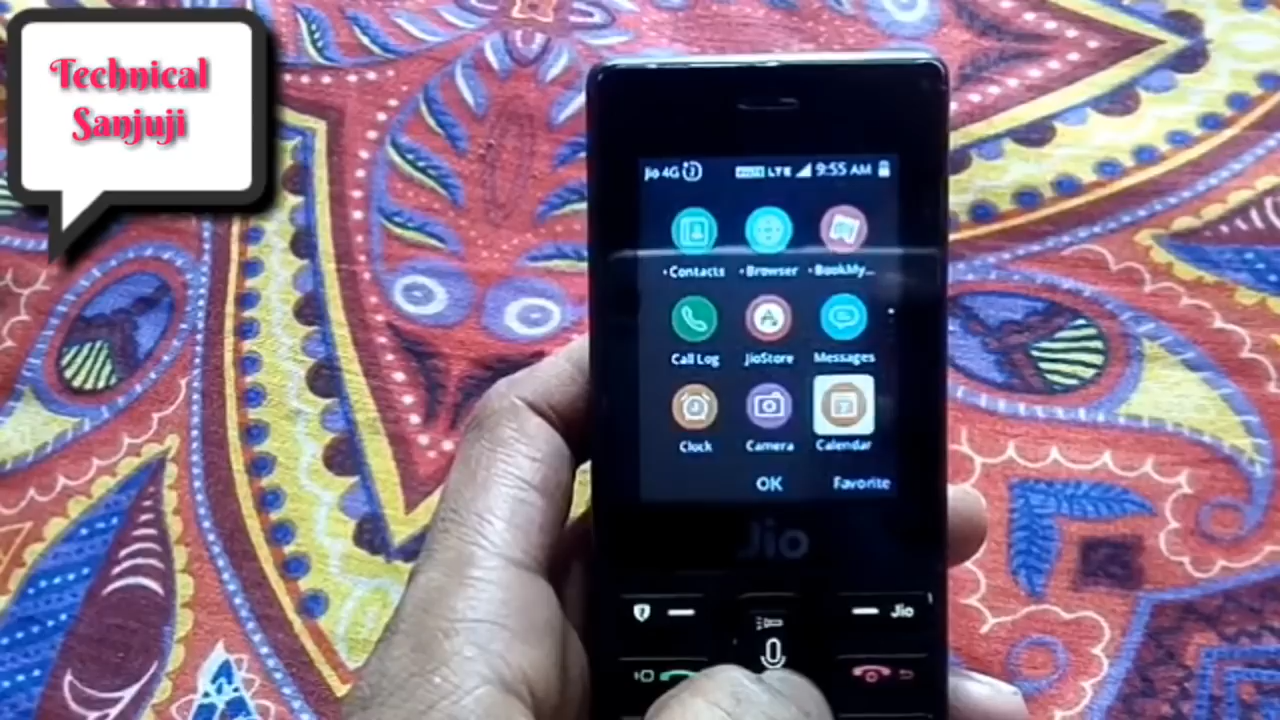 Technical
Sanjuji
Jio 4G LTE 9:55 AM
Contacts Browser BookMy...
Call Log JioStore Messages
Clock Camera Calendar
OK Favorite
Jio
Jio